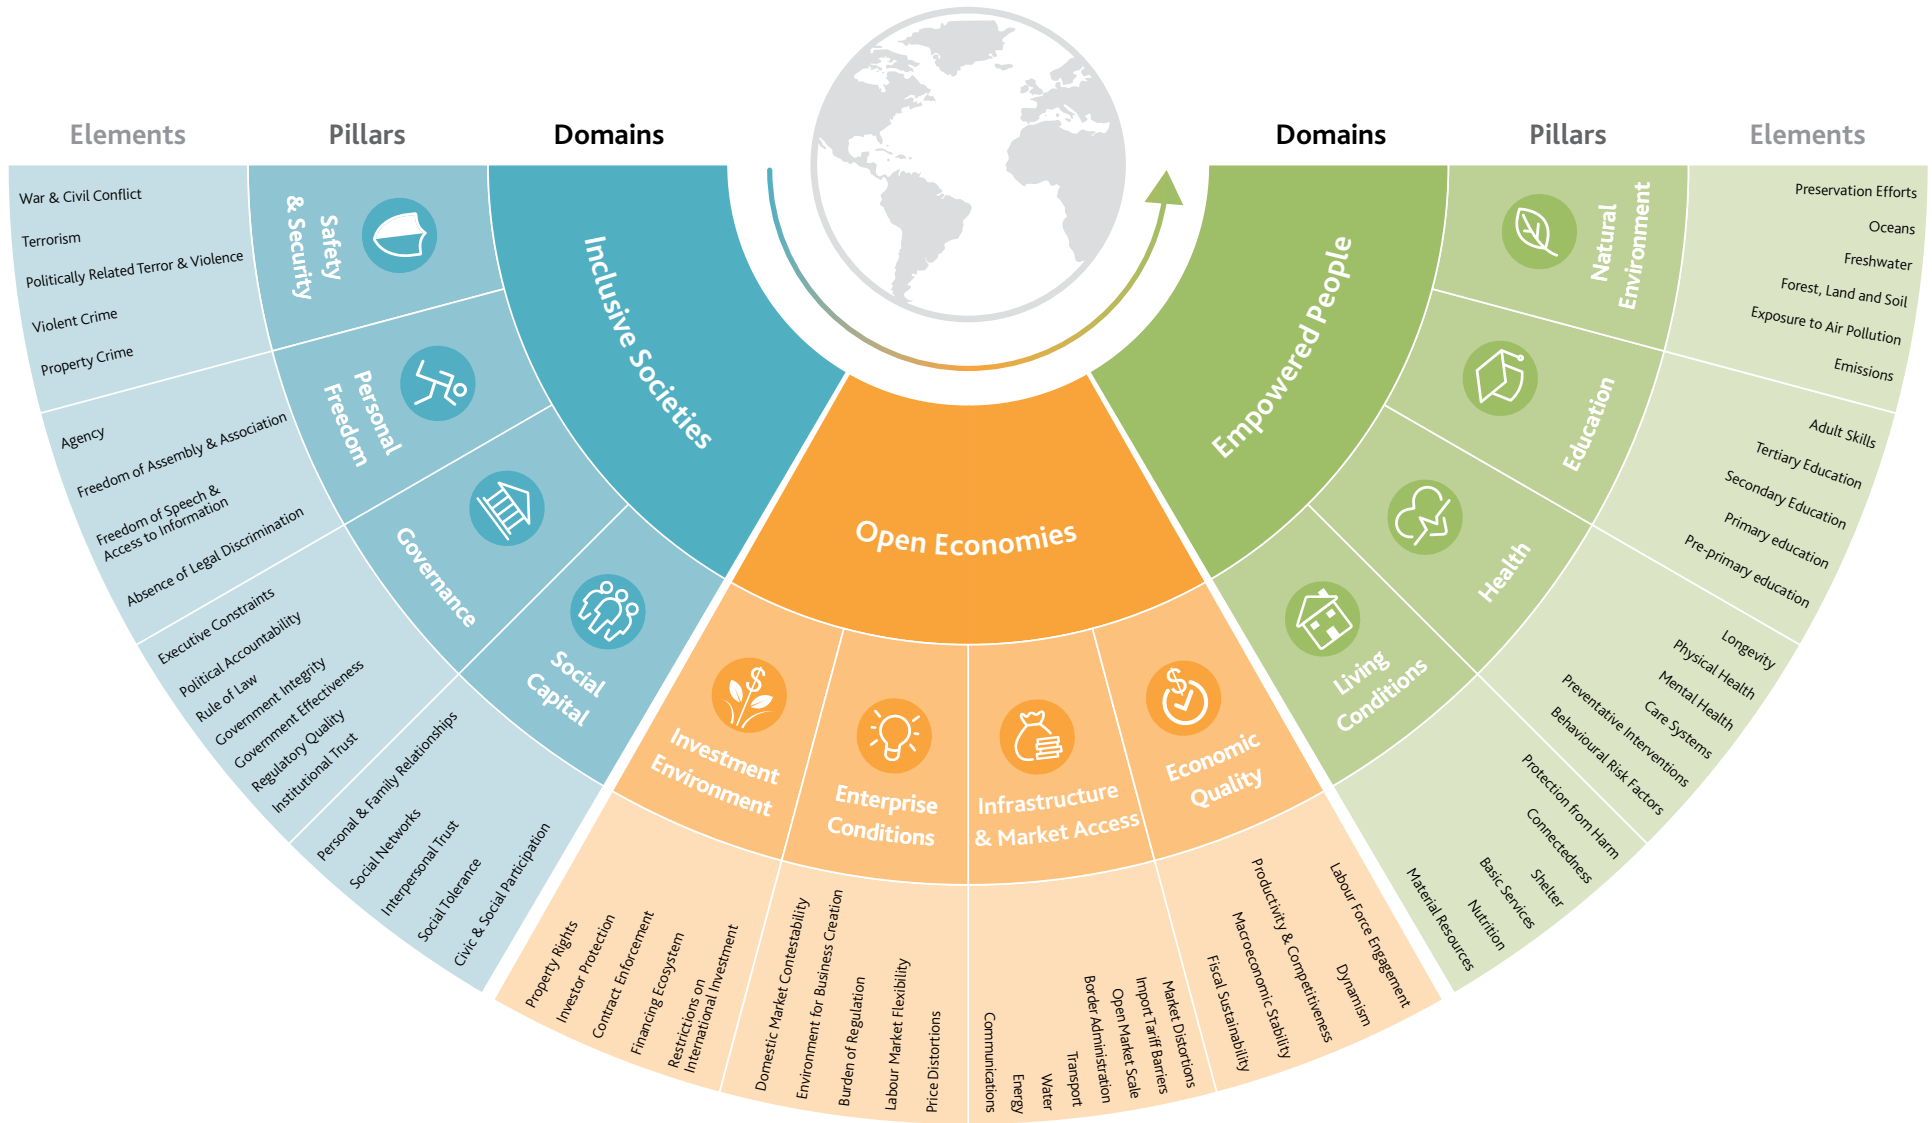 Elements
Pillars
Domains
Domains
Pillars
Elements
Inclusive Societies
Safety
& Security
War & Civil Conflict
Terrorism
Politically Related Terror & Violence
Violent Crime
Property Crime
Personal
Freedom
Agency
Freedom of Assembly & Association
Freedom of Speech &
Access to Information
Absence of Legal Discrimination
Governance
Executive Constraints
Political Accountability
Rule of Law
Government Integrity
Government Effectiveness
Regulatory Quality
Institutional Trust
Social
Capital
Personal & Family Relationships
Social Networks
Interpersonal Trust
Social Tolerance
Civic & Social Participation
Open Economies
Investment
Environment
Property Rights
Investor Protection
Contract Enforcement
Financing Ecosystem
Restrictions on
International Investment
Enterprise
Conditions
Domestic Market Contestability
Environment for Business Creation
Burden of Regulation
Labour Market Flexibility
Price Distortions
Infrastructure
& Market Access
Communications
Energy
Water
Transport
Border Administration
Open Market Scale
Import Tariff Barriers
Market Distortions
Economic
Quality
Fiscal Sustainability
Macroeconomic Stability
Productivity & Competitiveness
Dynamism
Labour Force Engagement
Empowered People
Living
Conditions
Material Resources
Nutrition
Basic Services
Shelter
Connectedness
Protection from Harm
Health
Behavioural Risk Factors
Preventative Interventions
Care Systems
Mental Health
Physical Health
Longevity
Education
Pre-primary education
Primary education
Secondary Education
Tertiary Education
Adult Skills
Natural
Environment
Emissions
Exposure to Air Pollution
Forest, Land and Soil
Freshwater
Oceans
Preservation Efforts